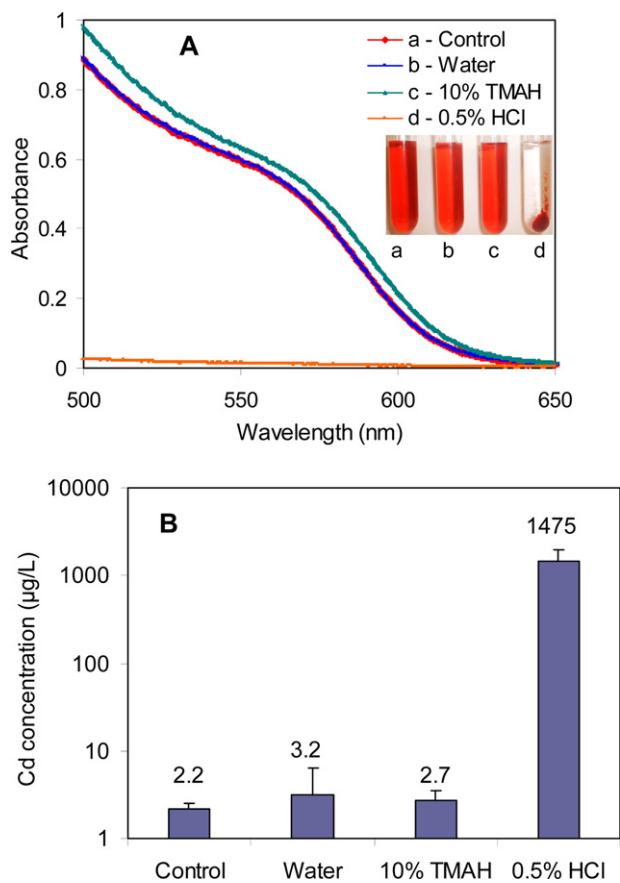 1
A
a - Control
b - Water
0.8
c - 10% TMAH
d - 0.5% HCl
0.6
Absorbance
0.4
a b c d
0.2
0
500 550 600 650
Wavelength (nm)
10000
B
1475
1000
Cd concentration (µg/L)
100
10
2.2 3.2 2.7
1
Control Water 10% TMAH 0.5% HCl